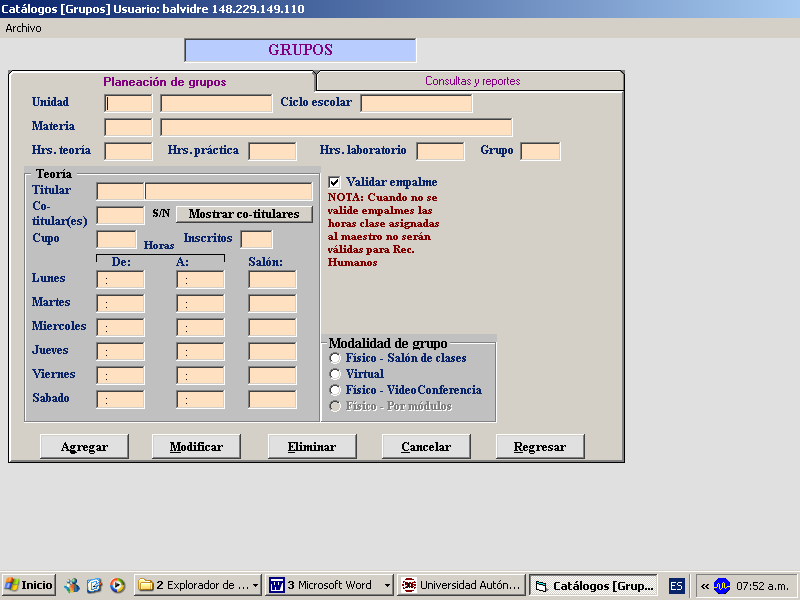 Catálogos [Grupos] Usuario: balvidre 148.229.149.110
Archivo
GRUPOS
Planeación de grupos
Consultas y reportes
Unidad
Ciclo escolar
Materia
Hrs. teoría
Hrs. práctica
Hrs. laboratorio
Grupo
Teoría
Titular
Co-
titular(es)
S/N
Mostrar co-titulares
Cupo
Horas
Inscritos
De:
A:
Salón:
Lunes : :
Martes : :
Miercoles : :
Jueves : :
Viernes : :
Sabado : :
Validar empalme
NOTA: Cuando no se
valide empalmes las
horas clase asignadas
al maestro no serán
válidas para Rec.
Humanos
Modalidad de grupo
Físico - Salón de clases
Virtual
Físico - VideoConferencia
Físico - Por módulos
Agregar
Modificar
Eliminar
Cancelar
Regresar
Inicio
2 Explorador de ...
3 Microsoft Word
Universidad Autón...
Catálogos [Grup...
ES
«
07:52 a.m.